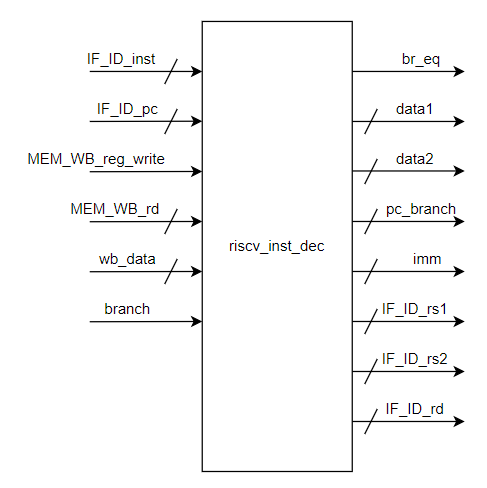 IF_ID_inst
IF_ID_pc
MEM_WB_reg_write
MEM_WB_rd
wb_data
branch
riscv_inst_dec
br_eq
data1
data2
pc_branch
imm
IF_ID_rs1
IF_ID_rs2
IF_ID_rd